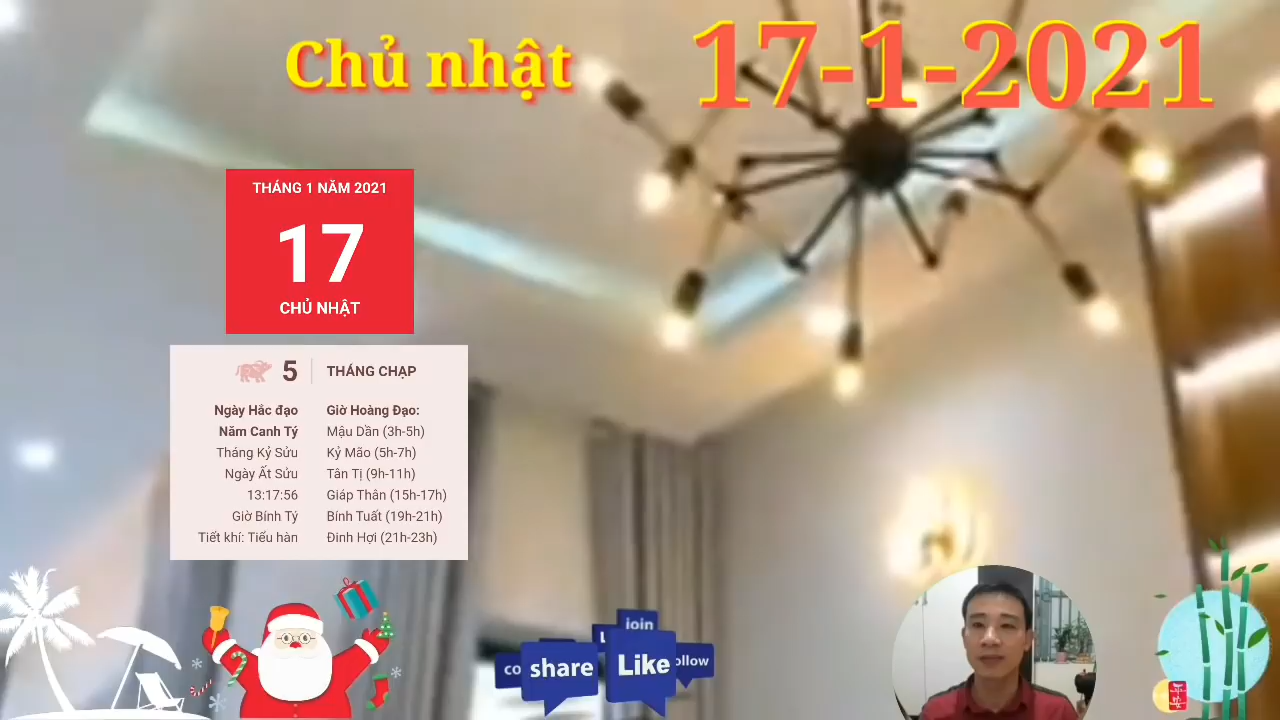 Chủ nhật
17-1-2021
THÁNG 1 NĂM 2021
17
CHỦ NHẬT
5
THÁNG CHẠP
Ngày Hắc đạo
Năm Canh Tý
Tháng Kỷ Sửu
Ngày Ất Sửu
13:17:56
Giờ Bính Tý
Tiết khí: Tiểu hàn
Giờ Hoàng Đạo:
Mậu Dần (3h-5h)
Kỷ Mão (5h-7h)
Tân Tị (9h-11h)
Giáp Thân (15h-17h)
Bính Tuất (19h-21h)
Đinh Hợi (21h-23h)
join
share
Like
ollow
co
L